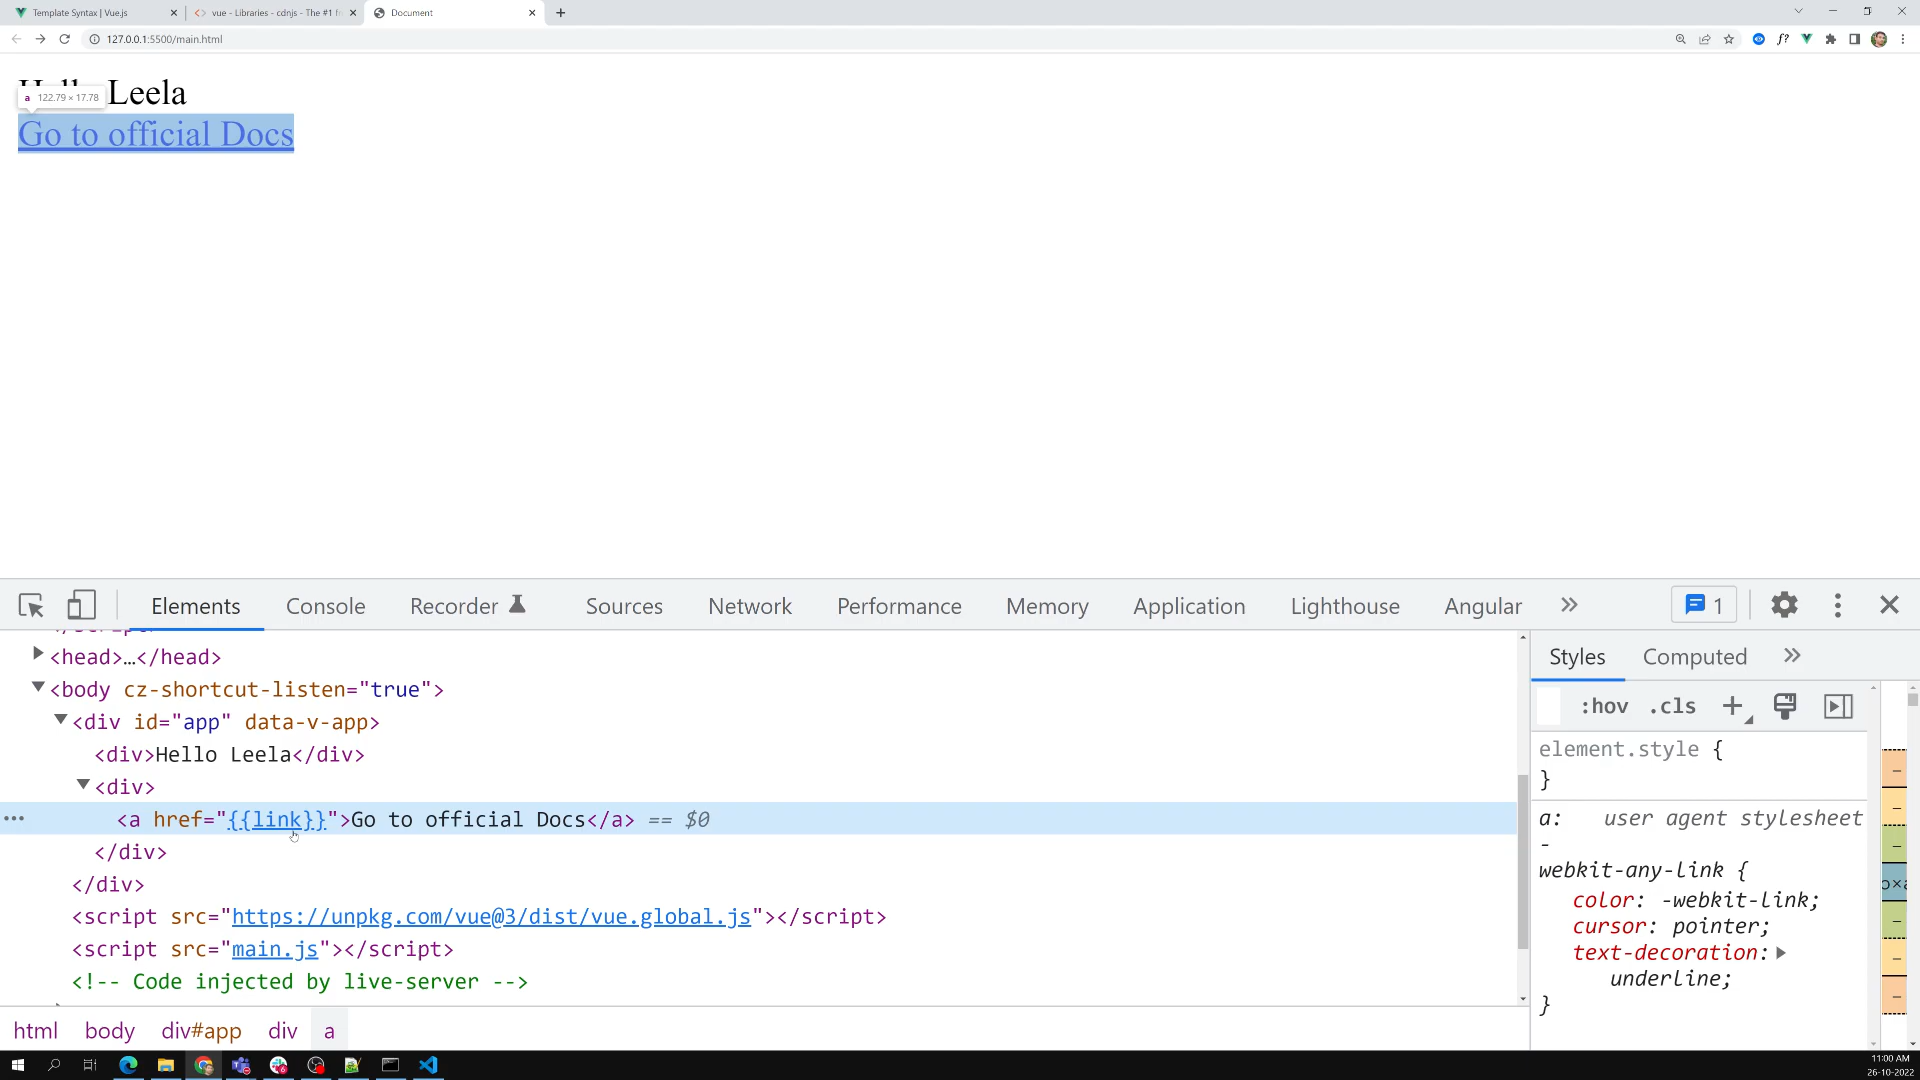 Template Syntax | Vue.js
vue - Libraries - cdnjs - The #1 f
Document
127.0.0.1:5500/main.html
f?
Leela
a 122.79 × 17.78
Go to official Docs
Elements
Console
Recorder
Sources
Network
Performance
Memory
Application
Lighthouse
Angular
1
<head>…</head>
<body cz-shortcut-listen="true">
<div id="app" data-v-app>
<div>Hello Leela</div>
<div>
<a href="{{link}}">Go to official Docs</a> == $0
</div>
</div>
<script src="https://unpkg.com/vue@3/dist/vue.global.js"></script>
<script src="main.js"></script>
<!-- Code injected by live-server -->
html body div#app div a
Styles
Computed
:hov .cls
element.style {
}
a: user agent stylesheet
-
webkit-any-link {
color: -webkit-link;
cursor: pointer;
text-decoration:
underline;
}
11:00 AM
26-10-2022